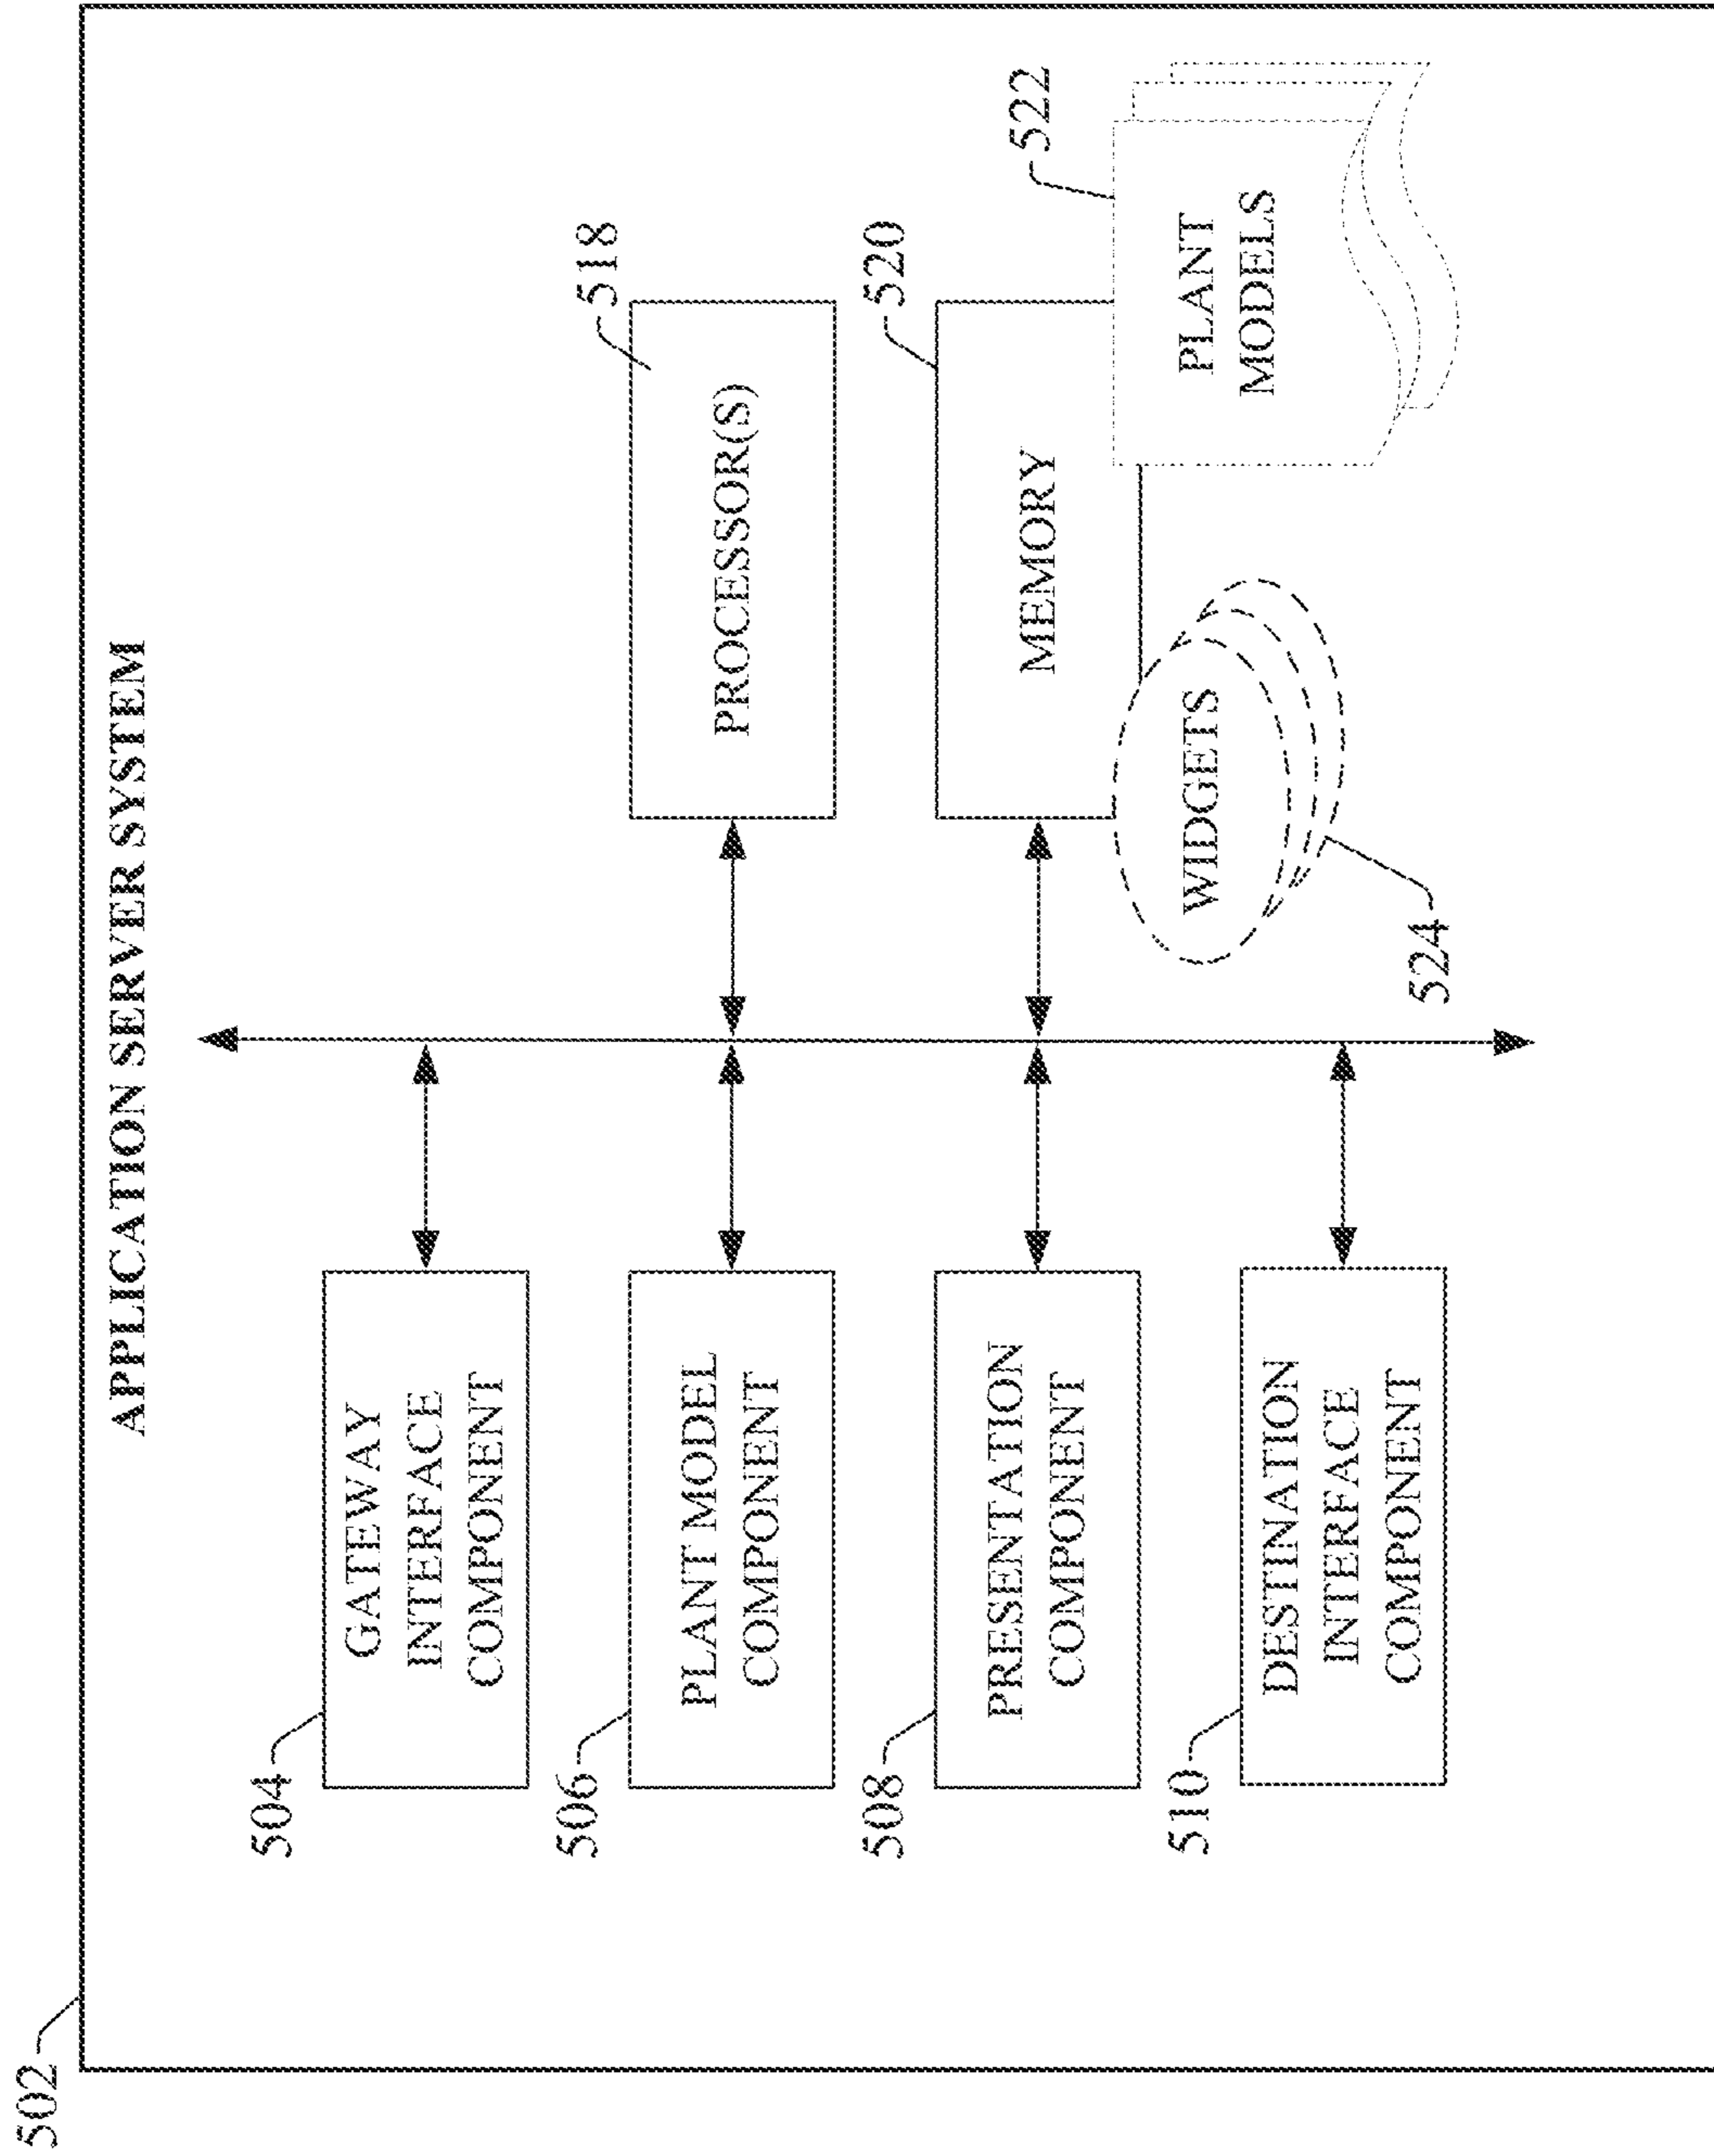 502
APPLICATION SERVER SYSTEM
504
GATEWAY
INTERFACE
COMPONENT
506
PLANT MODEL
COMPONENT
508
PRESENTATION
COMPONENT
510
DESTINATION
INTERFACE
COMPONENT
518
PROCESSOR(S)
520
MEMORY
522
PLANT
MODELS
WIDGETS
524